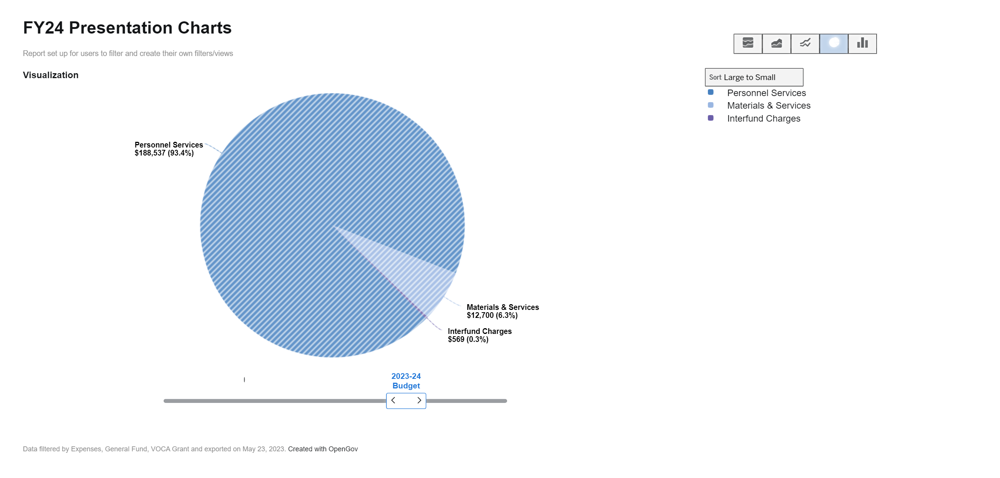 FY24 Presentation Charts
Report set up for users to filter and create their own filters/views
Visualization
Sort Large to Small
Personnel Services
Materials & Services
Interfund Charges
Personnel Services
$188,537 (93.4%)
Materials & Services
$12,700 (6.3%)
Interfund Charges
$569 (0.3%)
2023-24
Budget
Data filtered by Expenses, General Fund, VOCA Grant and exported on May 23, 2023. Created with OpenGov